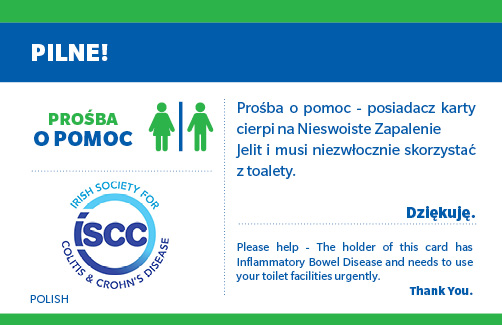 PILNE!
PROŚBA
O POMOC
IRISH SOCIETY FOR
iscc
COLITIS & CROHN'S DISEASE
POLISH
Prośba o pomoc - posiadacz karty
cierpi na Nieswoiste Zapalenie
Jelit i musi niezwłocznie skorzystać
z toalety.
Dziękuję.
Please help - The holder of this card has
Inflammatory Bowel Disease and needs to use
your toilet facilities urgently.
Thank You.